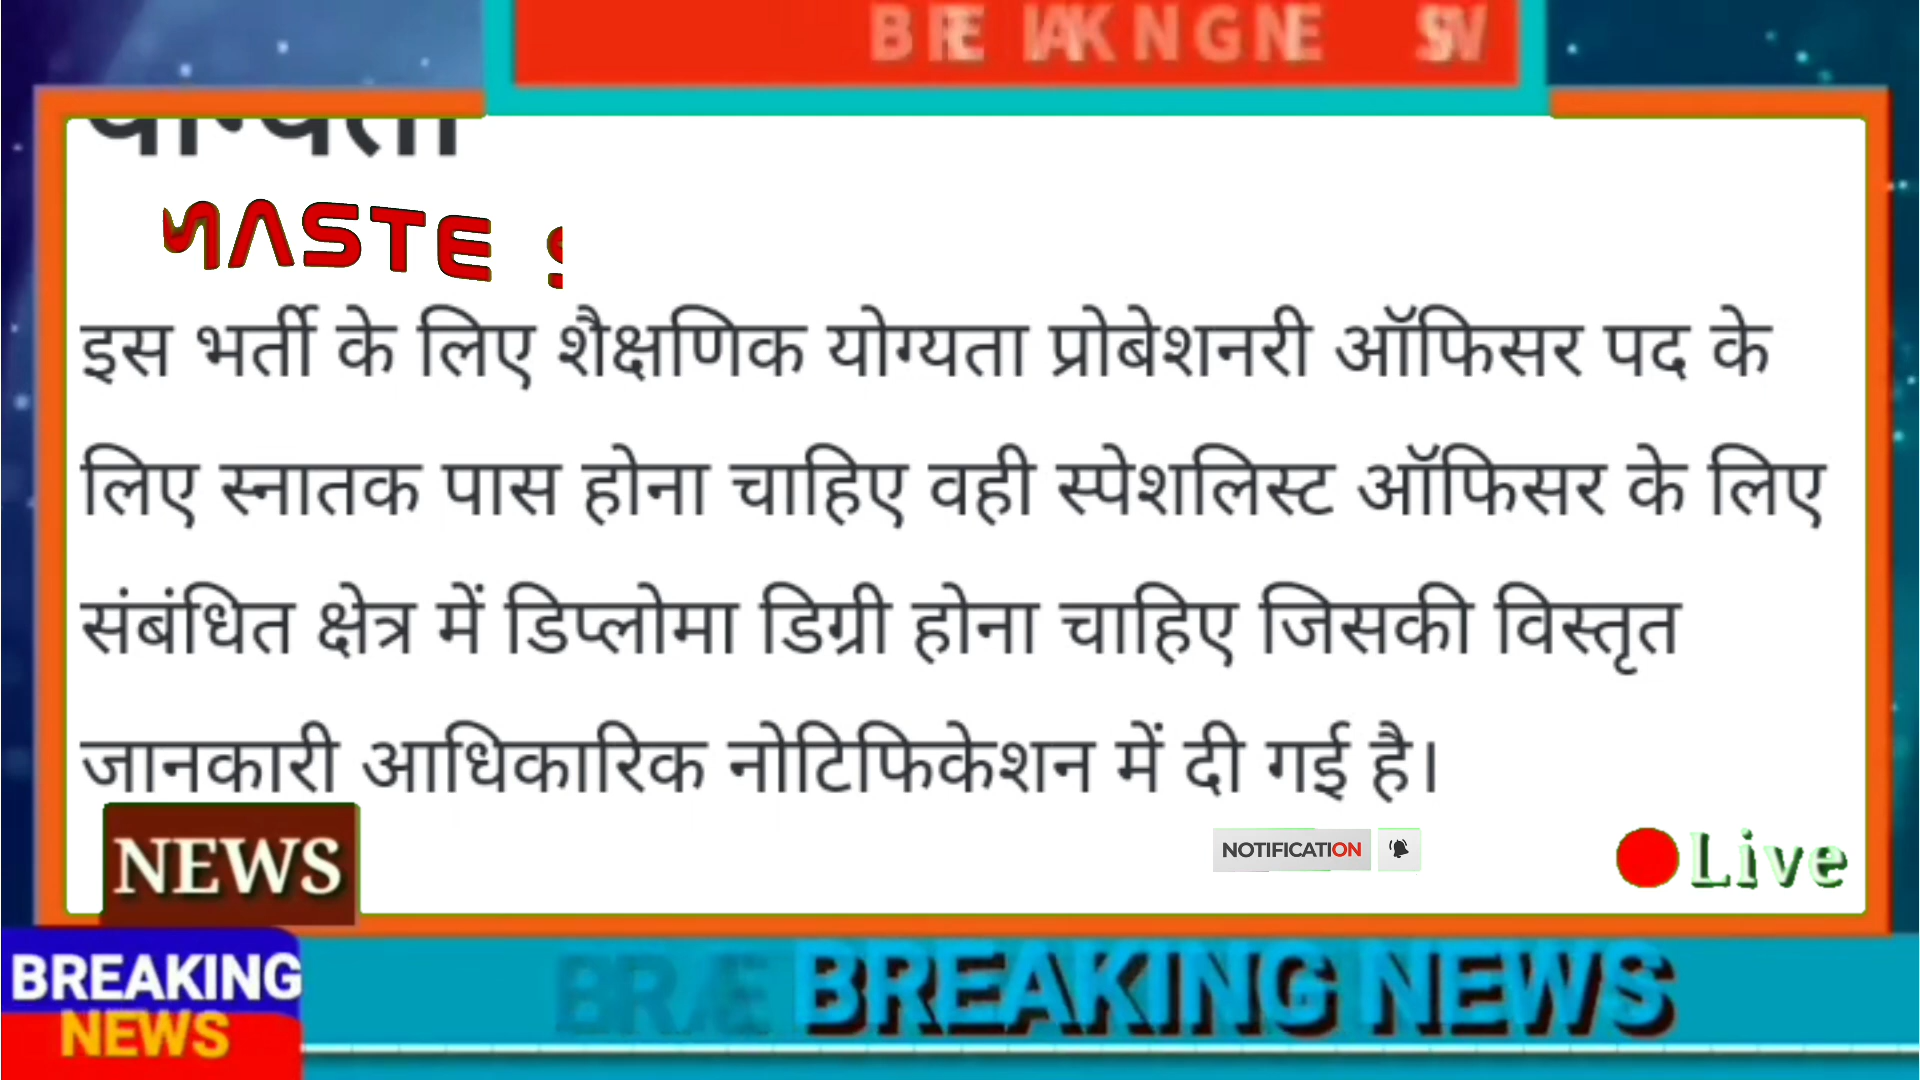 योग्यता
इस भर्ती के लिए शैक्षणिक योग्यता प्रोबेशनरी ऑफिसर पद के
लिए स्नातक पास होना चाहिए वही स्पेशलिस्ट ऑफिसर के लिए
संबंधित क्षेत्र में डिप्लोमा डिग्री होना चाहिए जिसकी विस्तृत
जानकारी आधिकारिक नोटिफिकेशन में दी गई है।
NEWS
NOTIFICATION
Live
BREAKING
NEWS
BREAKING NEWS